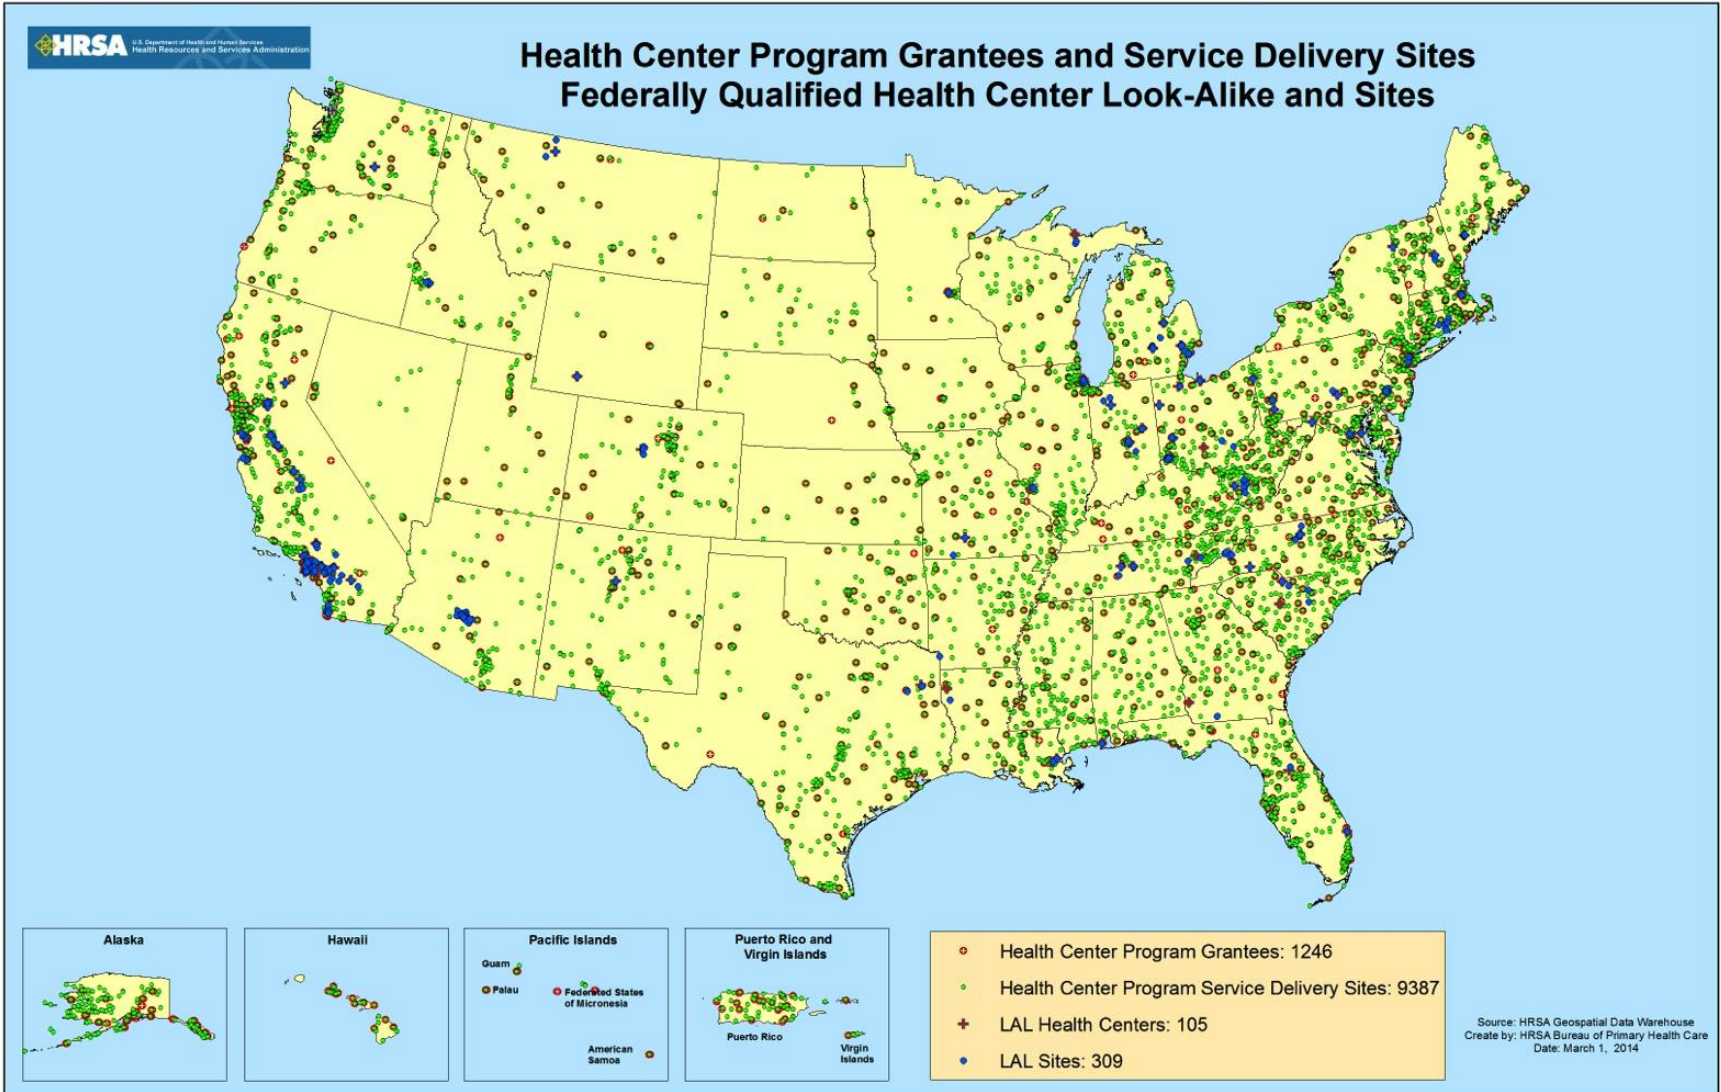 HRSA
U.S. Department of Health and Human Services
Health Resources and Services Administration
Health Center Program Grantees and Service Delivery Sites
Federally Qualified Health Center Look-Alike and Sites
Alaska
Hawaii
Pacific Islands
Guam
Palau
Federated States
of Micronesia
American
Samoa
Puerto Rico and
Virgin Islands
Puerto Rico
Virgin
Islands
Health Center Program Grantees: 1246
Health Center Program Service Delivery Sites: 9387
LAL Health Centers: 105
LAL Sites: 309
Source: HRSA Geospatial Data Warehouse
Create by: HRSA Bureau of Primary Health Care
Date: March 1, 2014